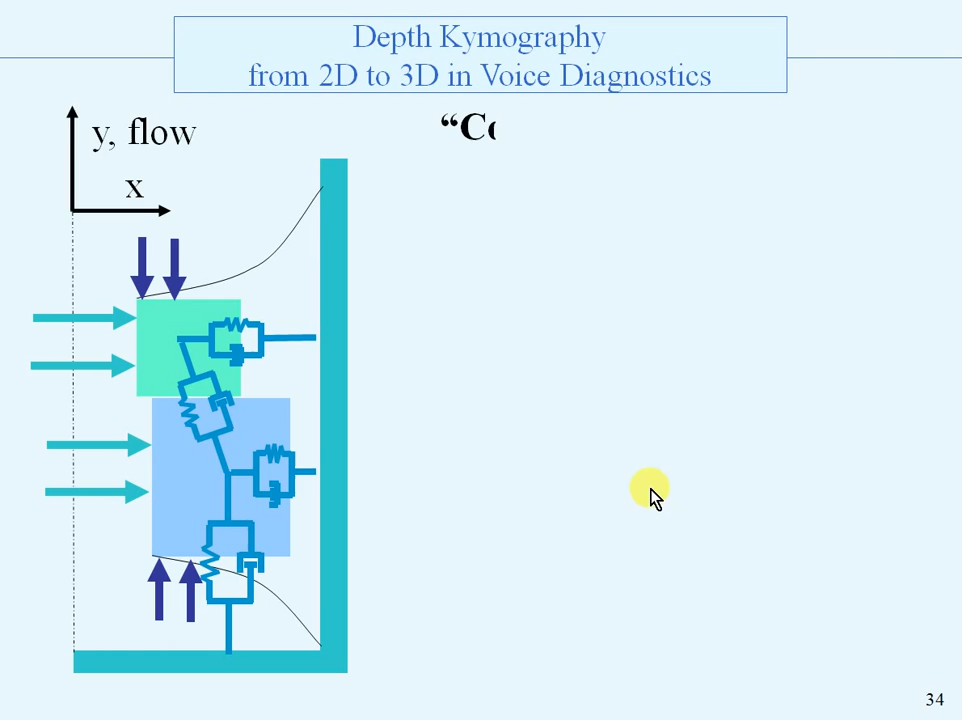 Depth Kymography
from 2D to 3D in Voice Diagnostics
y, flow
x
34